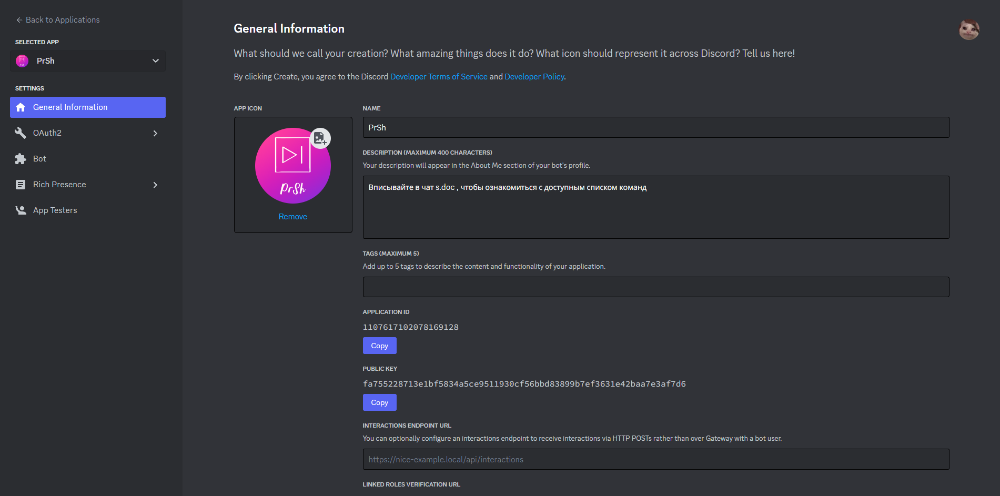 Back to Applications
SELECTED APP
PrSh
SETTINGS
General Information
OAuth2
Bot
Rich Presence
App Testers
General Information
What should we call your creation? What amazing things does it do? What icon should represent it across Discord? Tell us here!
By clicking Create, you agree to the Discord Developer Terms of Service and Developer Policy.
APP ICON
PrSh
Remove
NAME
PrSh
DESCRIPTION (MAXIMUM 400 CHARACTERS)
Your description will appear in the About Me section of your bot's profile.
Вписывайте в чат s.doc , чтобы ознакомиться с доступным списком команд
TAGS (MAXIMUM 5)
Add up to 5 tags to describe the content and functionality of your application.
APPLICATION ID
1107617102078169128
Copy
PUBLIC KEY
fa755228713e1bf5834a5ce9511930cf56bbd83899b7ef3631e42baa7e3af7d6
Copy
INTERACTIONS ENDPOINT URL
You can optionally configure an interactions endpoint to receive interactions via HTTP POSTs rather than over Gateway with a bot user.
https://nice-example.local/api/interactions
LINKED ROLES VERIFICATION URL